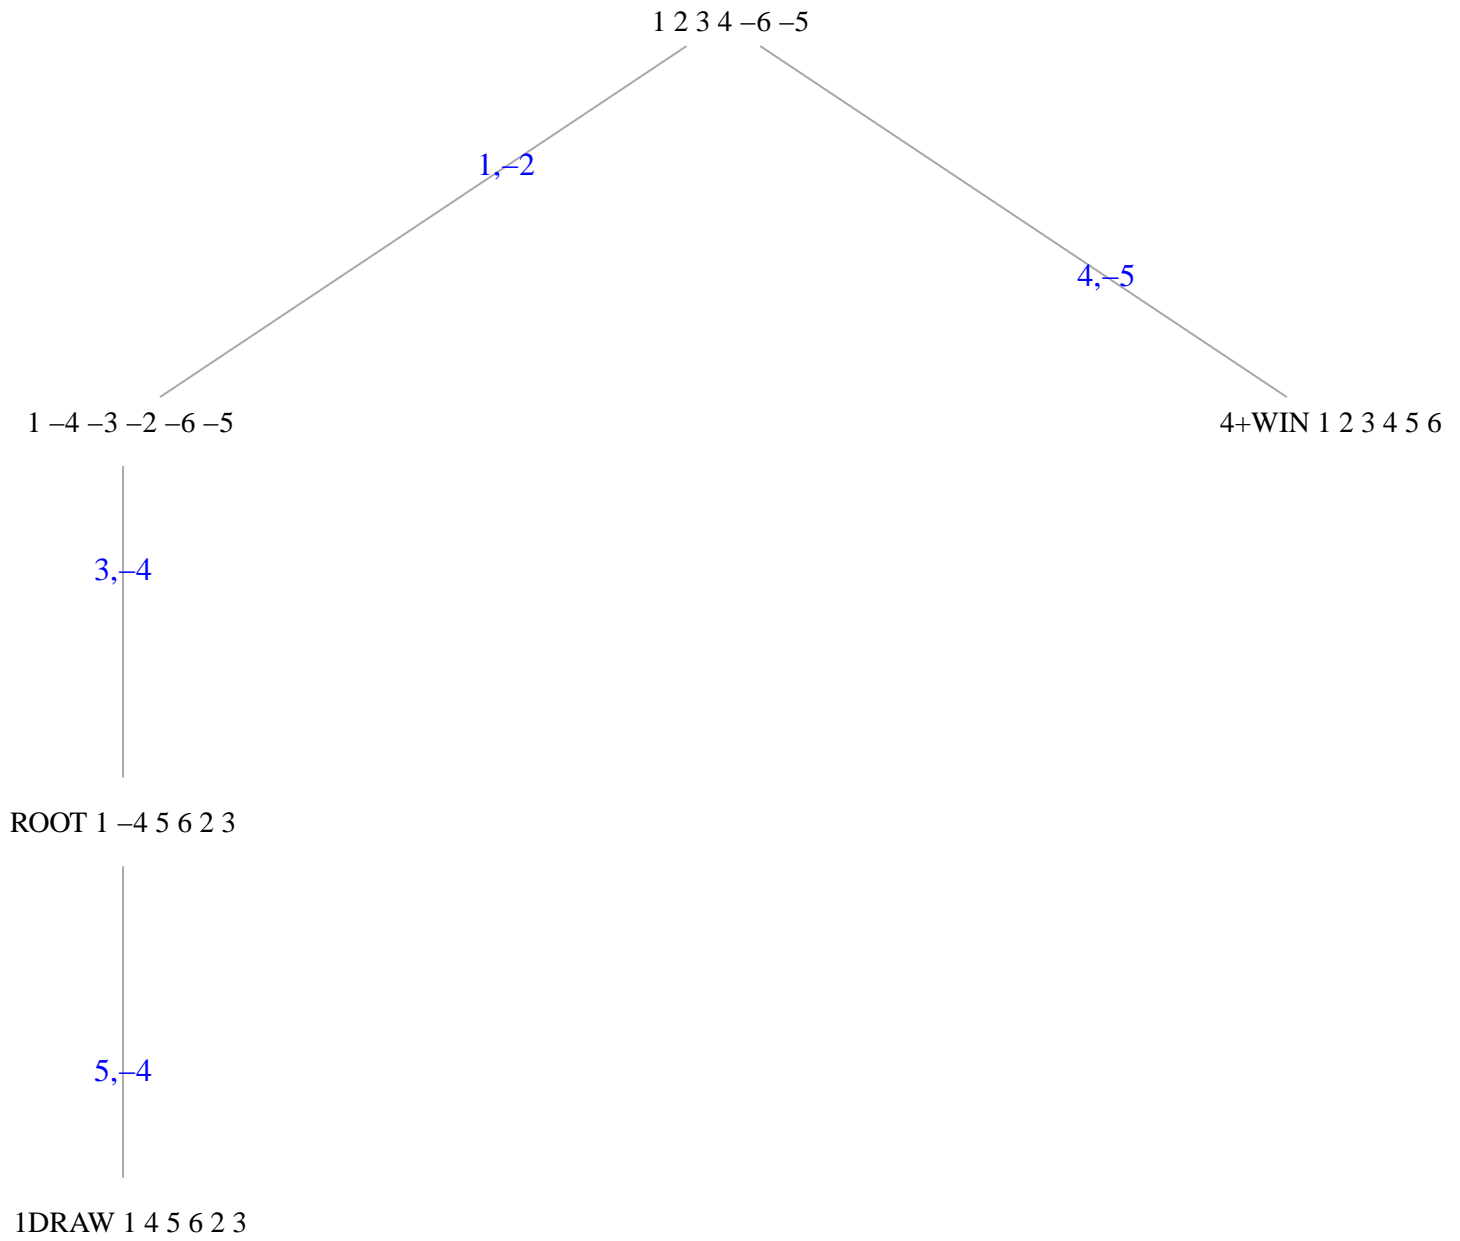 1 2 3 4 –6 –5
1,–2
4,–5
1 –4 –3 –2 –6 –5
4+WIN 1 2 3 4 5 6
3,–4
ROOT 1 –4 5 6 2 3
5,–4
1DRAW 1 4 5 6 2 3